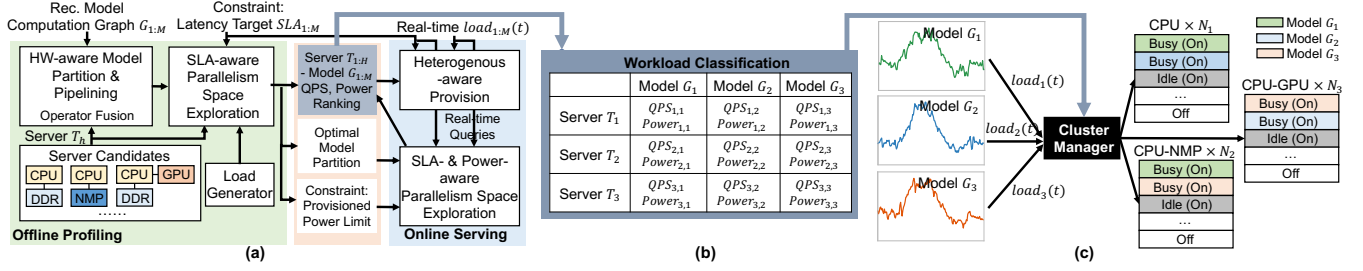 Rec. Model
Computation Graph G1:M
Constraint:
Latency Target SLA1:M
Real-time load1:M(t)
HW-aware Model
Partition &
Pipelining
Operator Fusion
SLA-aware
Parallelism
Space
Exploration
Server T1:H
- Model G1:M
QPS, Power
Ranking
Heterogenous-
aware
Provision
Real-time
Queries
Server Th
Server Candidates
CPU
CPU
CPU
GPU
DDR
NMP
DDR
......
Load
Generator
Optimal
Model
Partition
Constraint:
Provisioned
Power Limit
SLA- & Power-
aware
Parallelism Space
Exploration
Offline Profiling
(a)
Online Serving
Workload Classification
Model G1
Model G2
Model G3
Server T1
QPS1,1
Power1,1
QPS1,2
Power1,2
QPS1,3
Power1,3
Server T2
QPS2,1
Power2,1
QPS2,2
Power2,2
QPS2,3
Power2,3
Server T3
QPS3,1
Power3,1
QPS3,2
Power3,2
QPS3,3
Power3,3
(b)
Model G1
Model G2
Model G3
load1(t)
load2(t)
load3(t)
Cluster
Manager
(c)
CPU × N1
Busy (On)
Busy (On)
Idle (On)
...
Off
CPU-NMP × N2
Busy (On)
Busy (On)
Idle (On)
...
Off
Model G1
Model G2
Model G3
CPU-GPU × N3
Busy (On)
Busy (On)
Idle (On)
...
Off